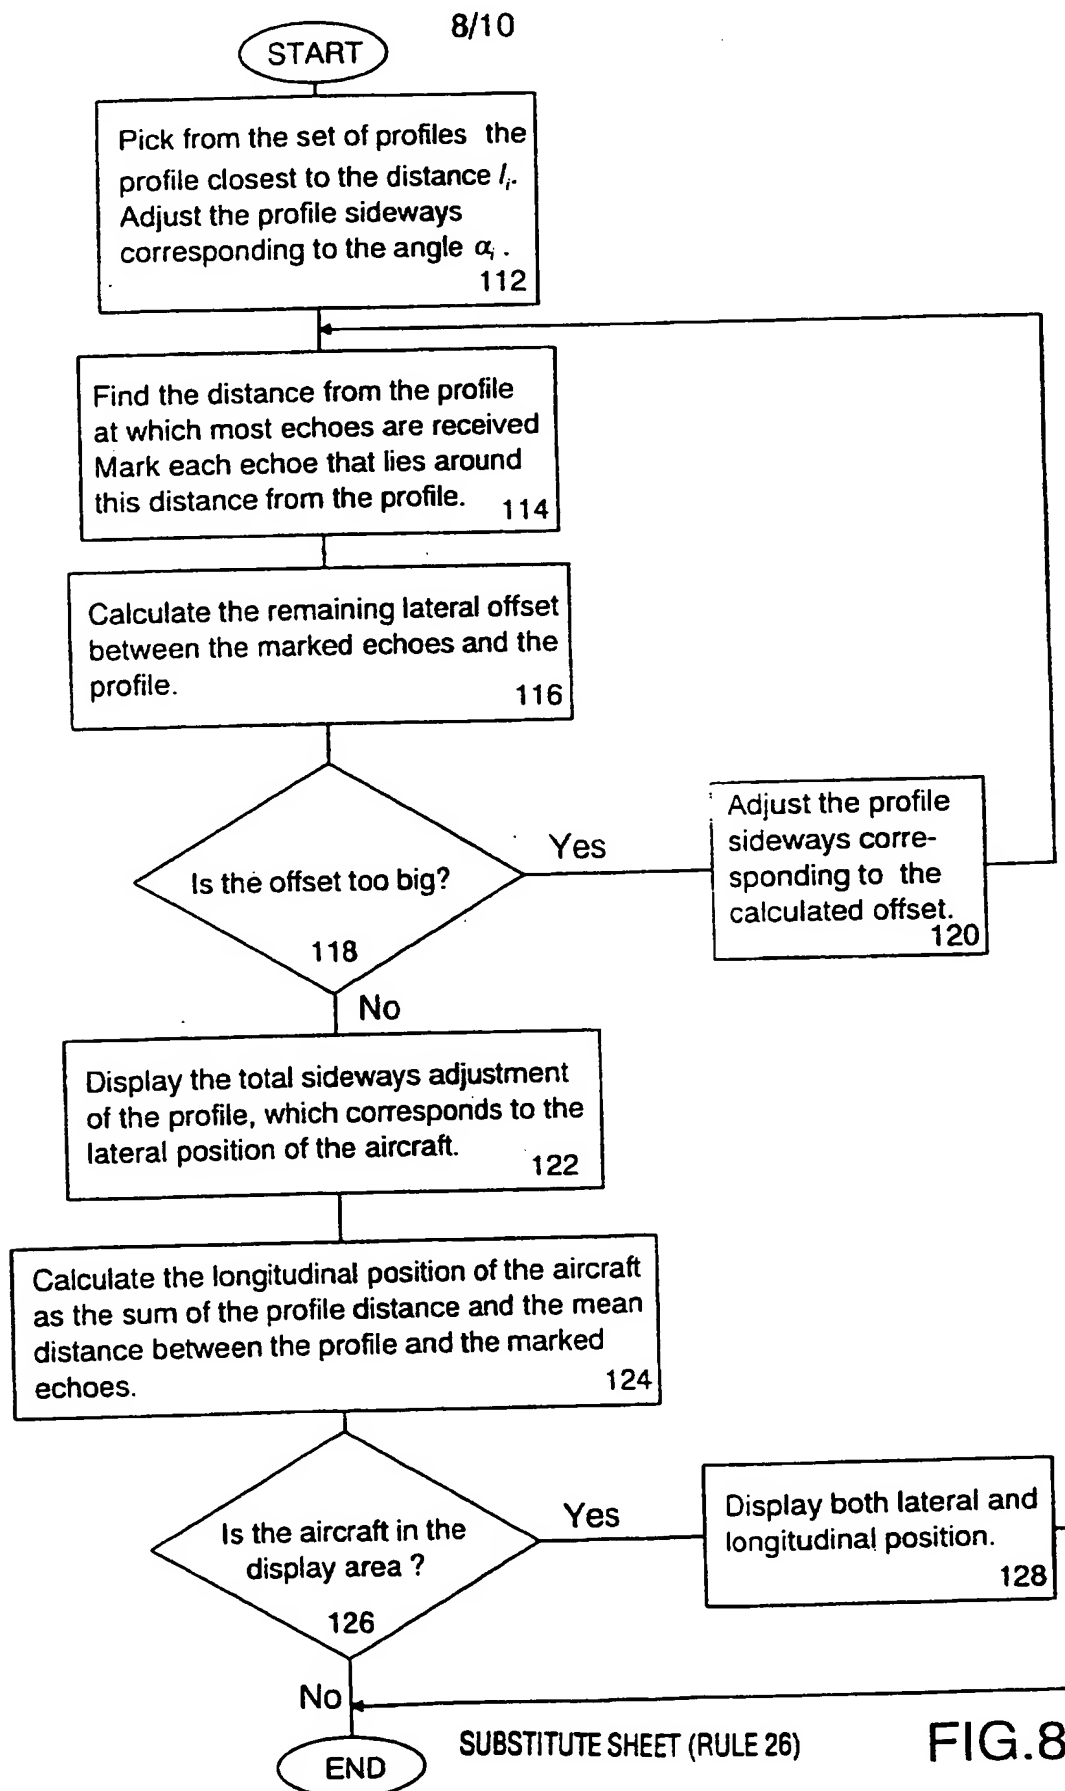 8/10
START
Pick from the set of profiles the
profile closest to the distance lᵢ.
Adjust the profile sideways
corresponding to the angle αᵢ .
112
Find the distance from the profile
at which most echoes are received
Mark each echoe that lies around
this distance from the profile.
114
Calculate the remaining lateral offset
between the marked echoes and the
profile.
116
Is the offset too big?
118
Yes
Adjust the profile
sideways corre-
sponding to the
calculated offset.
120
No
Display the total sideways adjustment
of the profile, which corresponds to the
lateral position of the aircraft.
122
Calculate the longitudinal position of the aircraft
as the sum of the profile distance and the mean
distance between the profile and the marked
echoes.
124
Is the aircraft in the
display area ?
126
Yes
Display both lateral and
longitudinal position.
128
No
END
SUBSTITUTE SHEET (RULE 26)
FIG.8